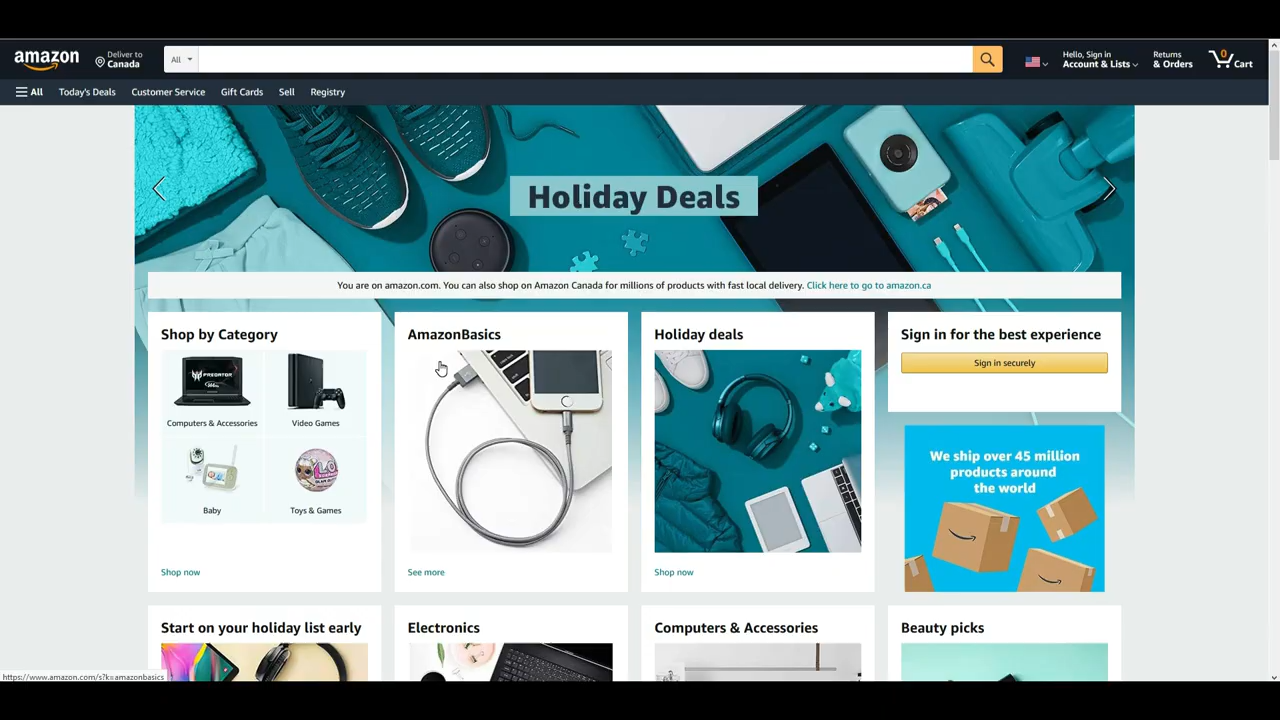 amazon
Deliver to
Canada
All
Hello, Sign in
Account & Lists
Returns
& Orders
0
Cart
All
Today's Deals
Customer Service
Gift Cards
Sell
Registry
Holiday Deals
You are on amazon.com. You can also shop on Amazon Canada for millions of products with fast local delivery. Click here to go to amazon.ca
Shop by Category
PREDATOR
Computers & Accessories
Video Games
Baby
Toys & Games
Shop now
AmazonBasics
See more
Holiday deals
Shop now
Sign in for the best experience
Sign in securely
We ship over 45 million
products around
the world
Start on your holiday list early
Electronics
Computers & Accessories
Beauty picks
https://www.amazon.com/s?k=amazonbasics